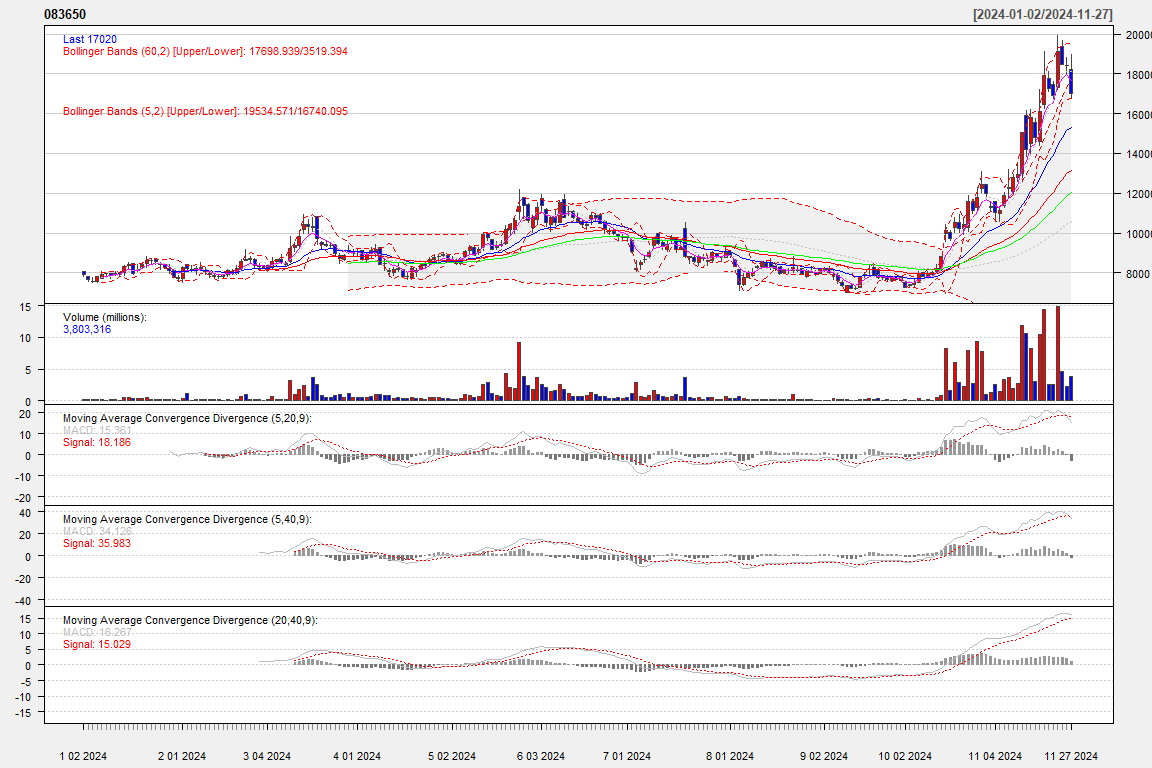 083650
[2024-01-02/2024-11-27]
Last 17020
Bollinger Bands (60,2) [Upper/Lower]: 17698.939/3519.394
Bollinger Bands (5,2) [Upper/Lower]: 19534.571/16740.095
20000
18000
16000
14000
12000
10000
8000
Volume (millions):
3,803,316
15
10
5
0
Moving Average Convergence Divergence (5,20,9):
MACD: 15.361
Signal: 18.186
20
10
0
-10
-20
Moving Average Convergence Divergence (5,40,9):
MACD: 34.126
Signal: 35.983
40
20
0
-20
-40
Moving Average Convergence Divergence (20,40,9):
MACD: 16.267
Signal: 15.029
15
10
5
0
-5
-10
-15
1 02 2024
2 01 2024
3 04 2024
4 01 2024
5 02 2024
6 03 2024
7 01 2024
8 01 2024
9 02 2024
10 02 2024
11 04 2024
11 27 2024